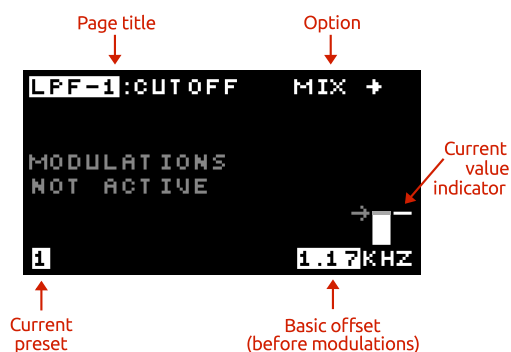 Page title
Option
LPF-1:CUTOFF MIX →
MODULATIONS
NOT ACTIVE
Current
value
indicator
1
1.17KHZ
Current
preset
Basic offset
(before modulations)